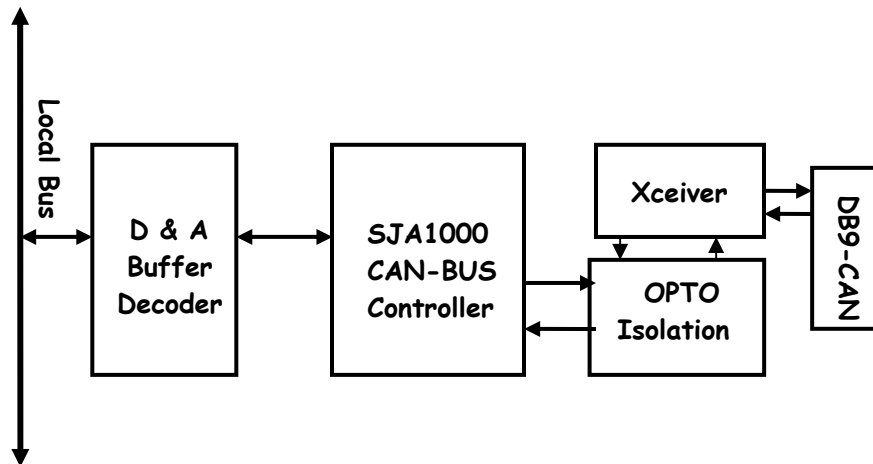 Local Bus
D & A
Buffer
Decoder
SJA1000
CAN-BUS
Controller
Xceiver
OPTO
Isolation
DB9-CAN